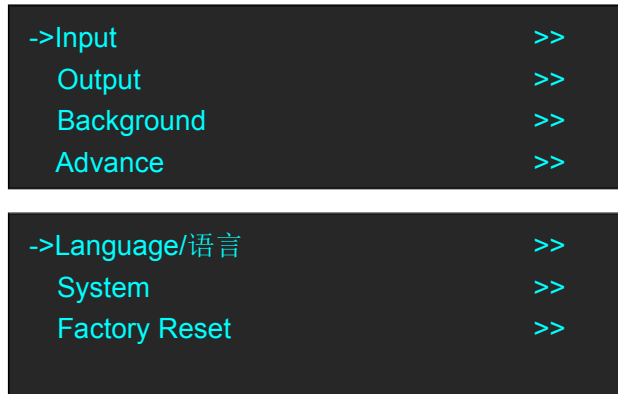 ->Input >>
Output >>
Background >>
Advance >>
->Language/语言 >>
System >>
Factory Reset >>